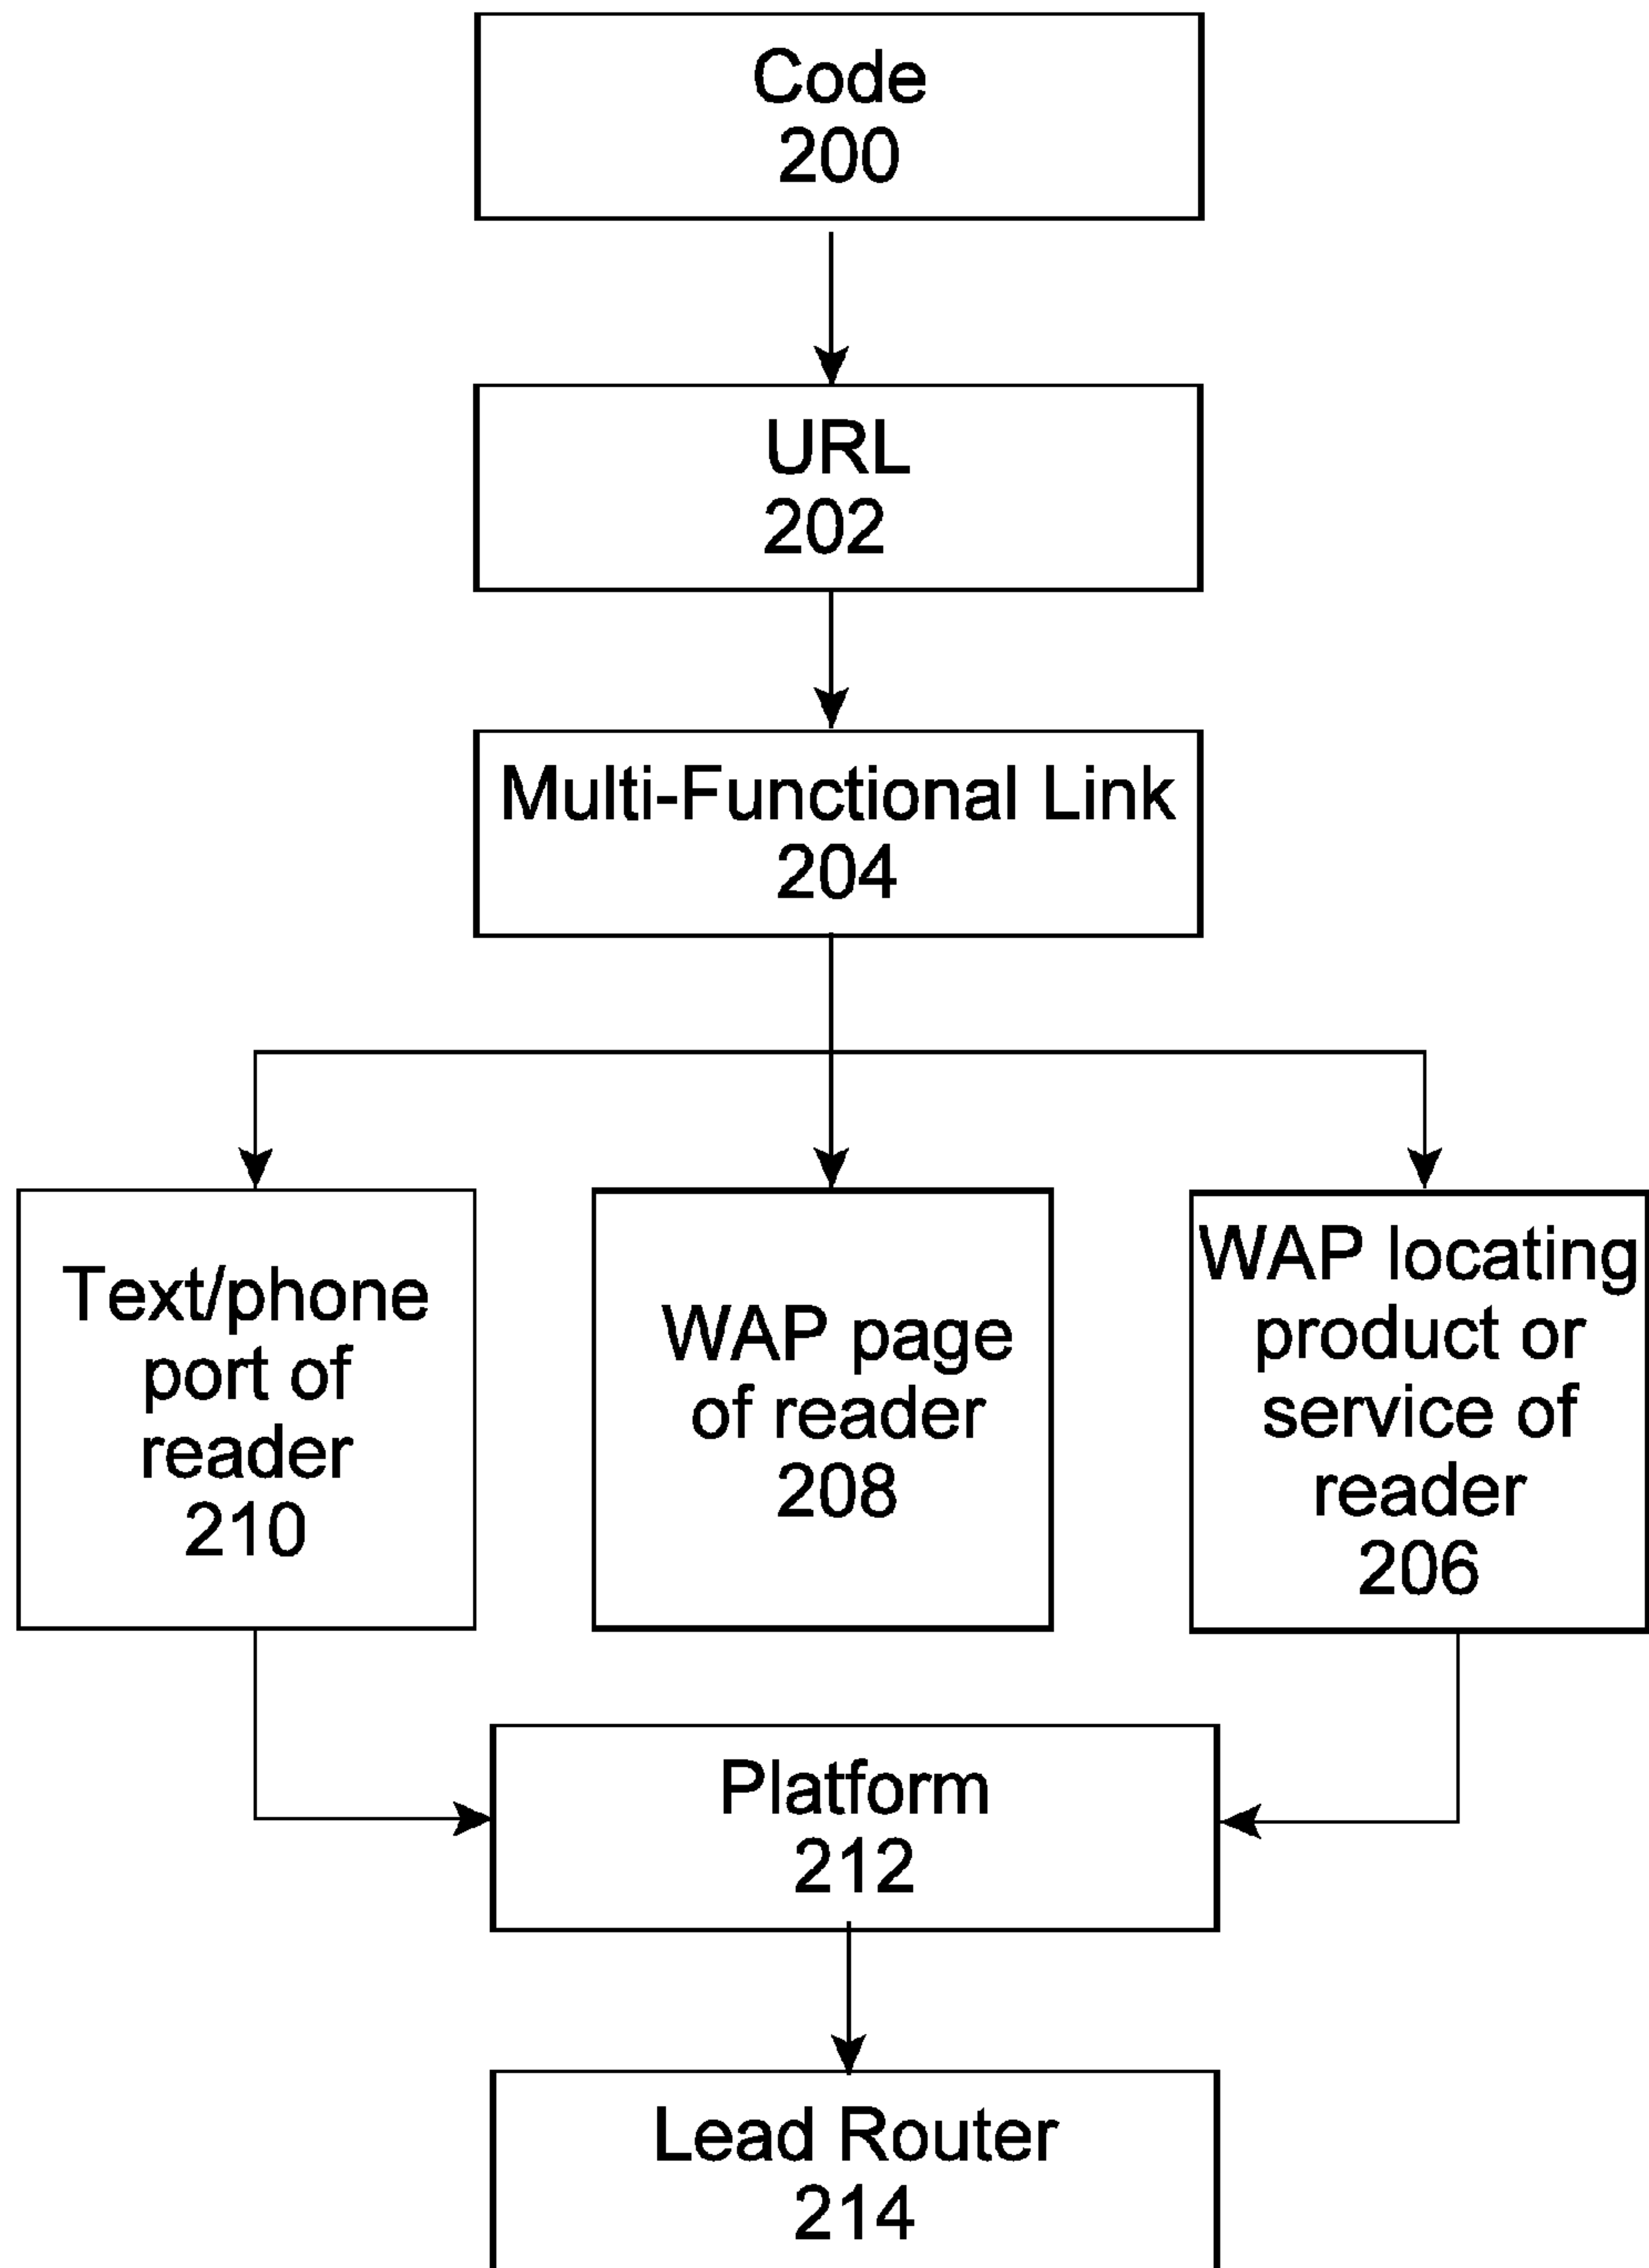 Code
200
URL
202
Multi-Functional Link
204
Text/phone
port of
reader
210
WAP page
of reader
208
WAP locating
product or
service of
reader
206
Platform
212
Lead Router
214